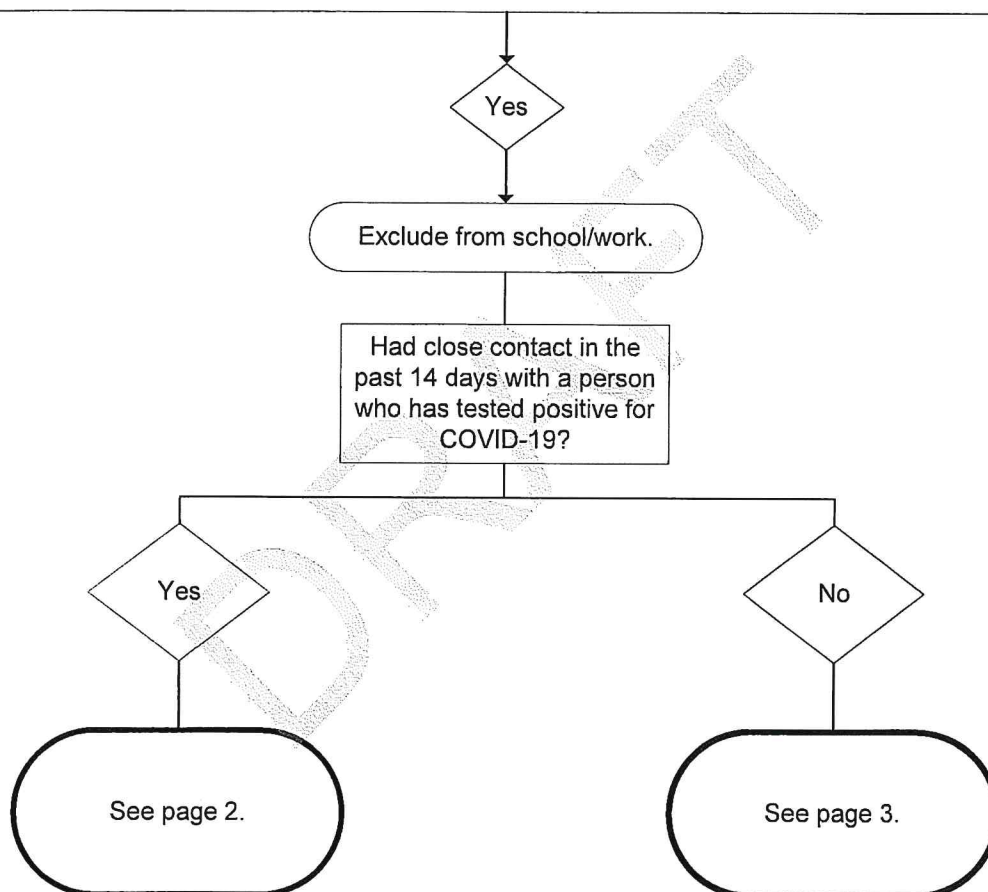 Yes
Exclude from school/work.
Had close contact in the
past 14 days with a person
who has tested positive for
COVID-19?
Yes
No
See page 2.
See page 3.
DRAFT